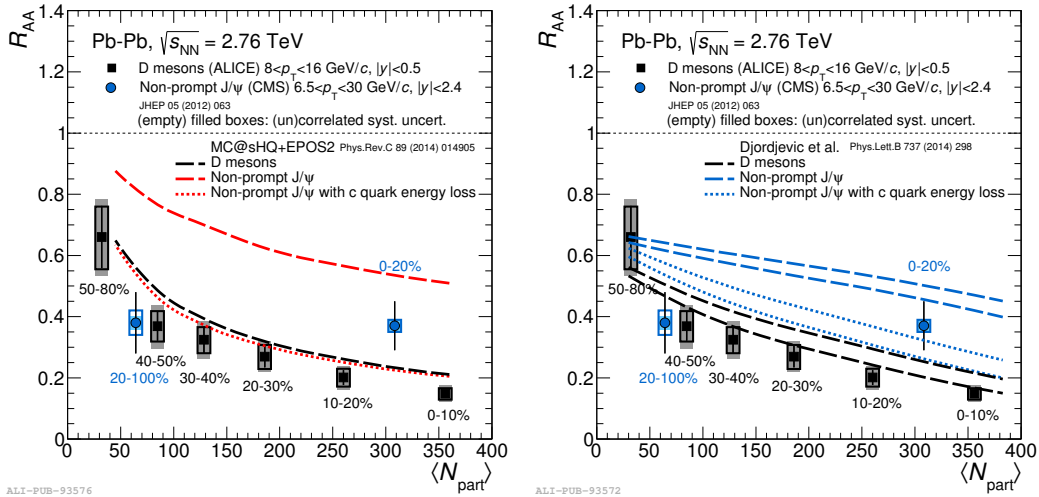 R_AA
1.4
1.2
1
0.8
0.6
0.4
0.2
0
Pb-Pb, √s_NN = 2.76 TeV
D mesons (ALICE) 8<p_T<16 GeV/c, |y|<0.5
Non-prompt J/ψ (CMS) 6.5<p_T<30 GeV/c, |y|<2.4
JHEP 05 (2012) 063
(empty) filled boxes: (un)correlated syst. uncert.
MC@sHQ+EPOS2 Phys.Rev.C 89 (2014) 014905
D mesons
Non-prompt J/ψ
Non-prompt J/ψ with c quark energy loss
0-20%
50-80%
40-50%
20-100%
30-40%
20-30%
10-20%
0-10%
0 50 100 150 200 250 300 350 400
⟨N_part⟩
ALI-PUB-93576
R_AA
1.4
1.2
1
0.8
0.6
0.4
0.2
0
Pb-Pb, √s_NN = 2.76 TeV
D mesons (ALICE) 8<p_T<16 GeV/c, |y|<0.5
Non-prompt J/ψ (CMS) 6.5<p_T<30 GeV/c, |y|<2.4
JHEP 05 (2012) 063
(empty) filled boxes: (un)correlated syst. uncert.
Djordjevic et al. Phys.Lett.B 737 (2014) 298
D mesons
Non-prompt J/ψ
Non-prompt J/ψ with c quark energy loss
0-20%
50-80%
40-50%
20-100%
30-40%
20-30%
10-20%
0-10%
0 50 100 150 200 250 300 350 400
⟨N_part⟩
ALI-PUB-93572